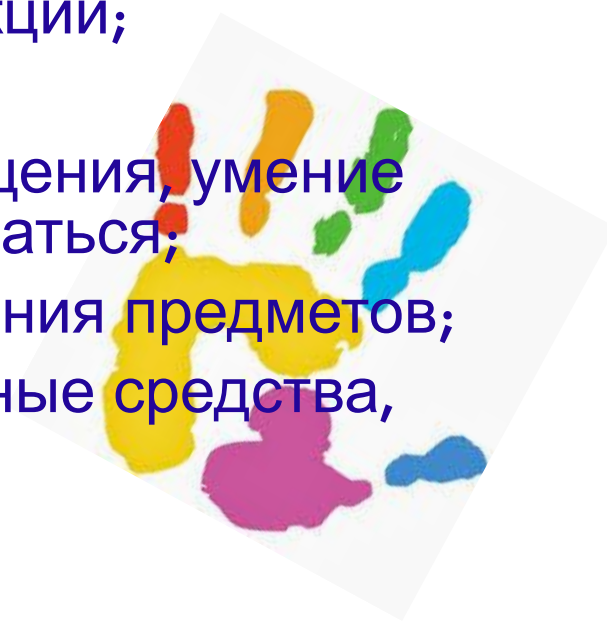 кции;
щения, умение
аться;
ния предметов;
ные средства,